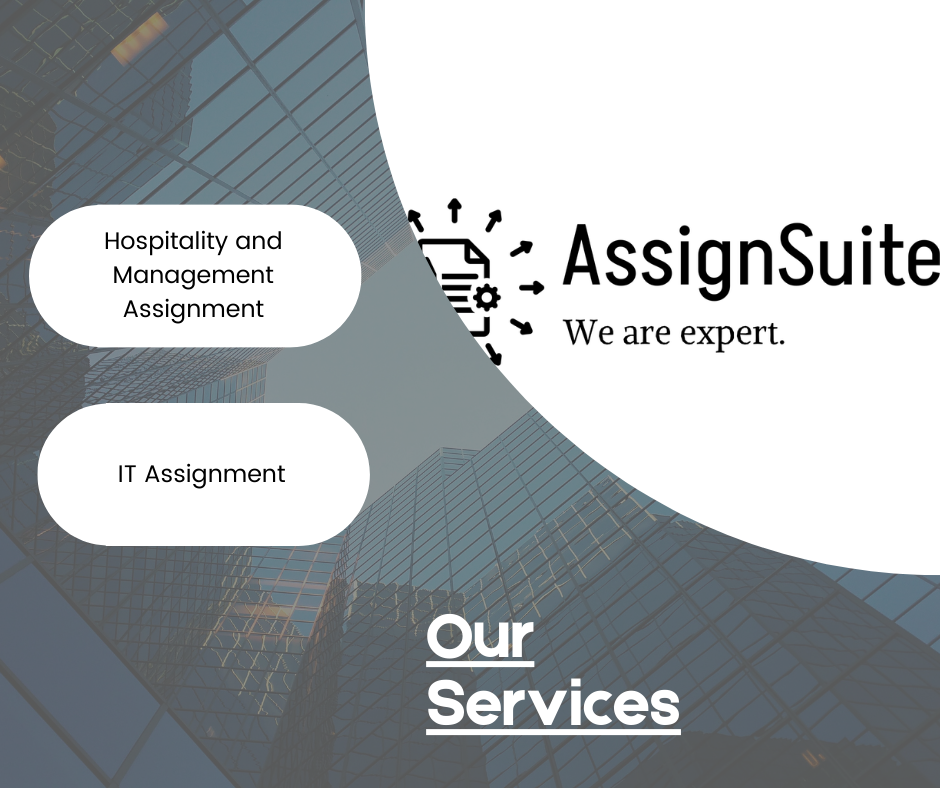 AssignSuite
We are expert.
Hospitality and
Management
Assignment
IT Assignment
Our
Services